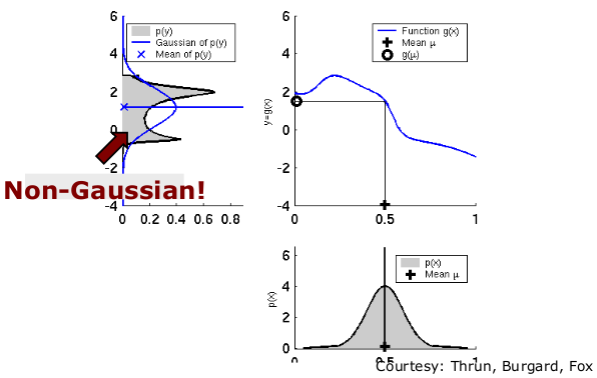 6
4
2
0
-2
-4
p(y)
Gaussian of p(y)
Mean of p(y)
0 0.2 0.4 0.6 0.8
Non-Gaussian!
6
4
2
0
-2
-4
y=g(x)
Function g(x)
Mean μ
g(μ)
0 0.5 1
6
4
2
0
p(x)
p(x)
Mean μ
0 0.5 1
Courtesy: Thrun, Burgard, Fox